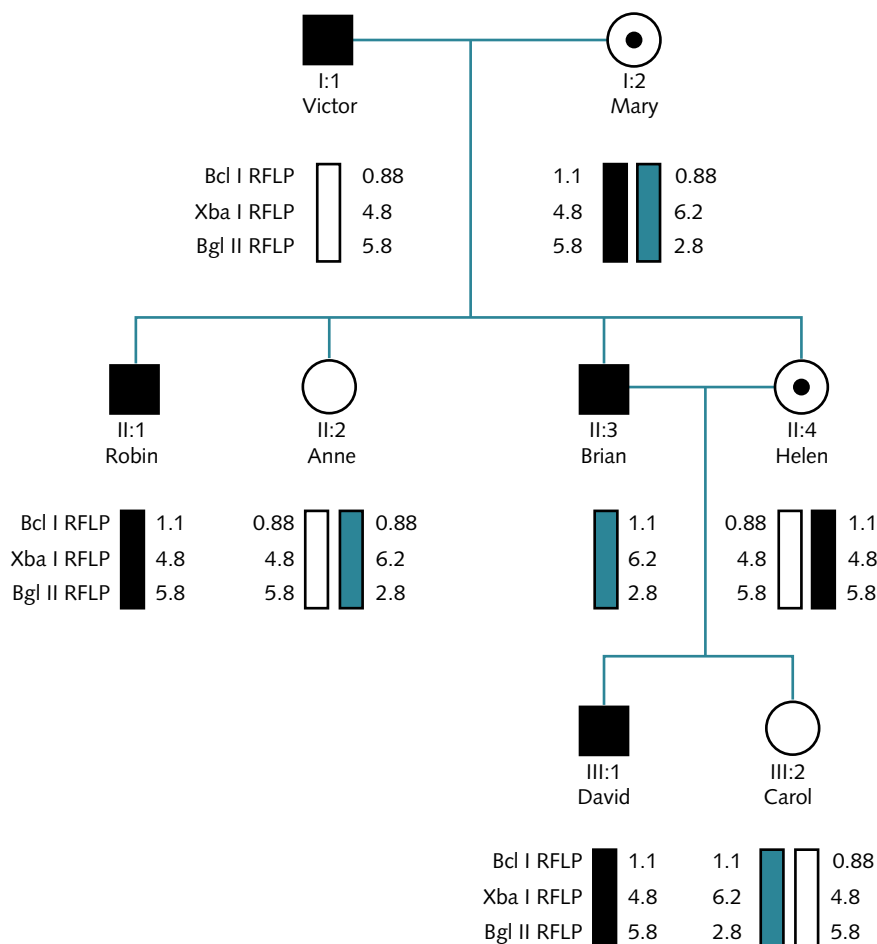 I:1 I:2
Victor Mary
Bcl I RFLP 0.88 1.1 0.88
Xba I RFLP 4.8 4.8 6.2
Bgl II RFLP 5.8 5.8 2.8
II:1 II:2 II:3 II:4
Robin Anne Brian Helen
Bcl I RFLP 1.1 0.88 0.88 1.1 0.88 1.1
Xba I RFLP 4.8 4.8 6.2 6.2 4.8 4.8
Bgl II RFLP 5.8 5.8 2.8 2.8 5.8 5.8
III:1 III:2
David Carol
Bcl I RFLP 1.1 1.1 0.88
Xba I RFLP 4.8 6.2 4.8
Bgl II RFLP 5.8 2.8 5.8